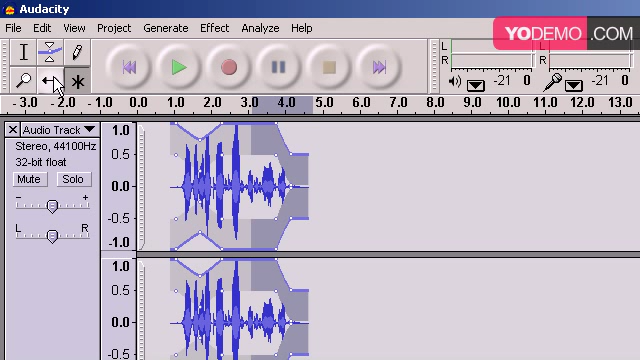 Audacity
File Edit View Project Generate Effect Analyze Help
YODEMO.COM
L
R
-21 0
L
R
-21 0
- 3.0 - 2.0 - 1.0 0 1.0 2.0 3.0 4.0 5.0 6.0 7.0 8.0 9.0 10.0 11.0 12.0 13.0
Audio Track
Stereo, 44100Hz
32-bit float
Mute Solo
- +
L R
1.0
0.5
0.0
-0.5
-1.0
1.0
0.5
0.0
-0.5